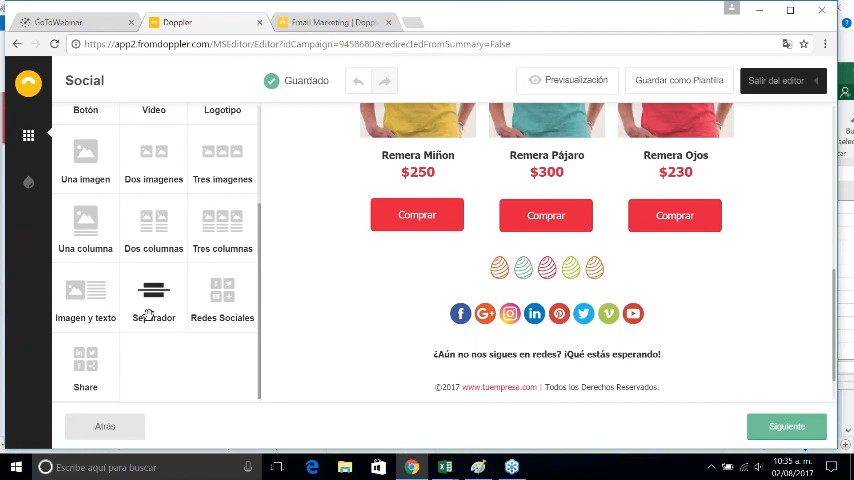 GoToWebinar
Doppler
Email Marketing | Dopple
https://app2.fromdoppler.com/MSEditor/Editor?idCampaign=9458680&redirectedFromSummary=False
Social
Guardado
Previsualización
Guardar como Plantilla
Salir del editor
Botón
Video
Logotipo
Una imagen
Dos imagenes
Tres imagenes
Una columna
Dos columnas
Tres columnas
Imagen y texto
Separador
Redes Sociales
Share
Remera Miñon
$250
Comprar
Remera Pájaro
$300
Comprar
Remera Ojos
$230
Comprar
¿Aún no nos sigues en redes? ¡Qué estás esperando!
©2017 www.tuempresa.com | Todos los Derechos Reservados.
Atrás
Siguiente
Escribe aquí para buscar
10:35 a. m.
02/08/2017